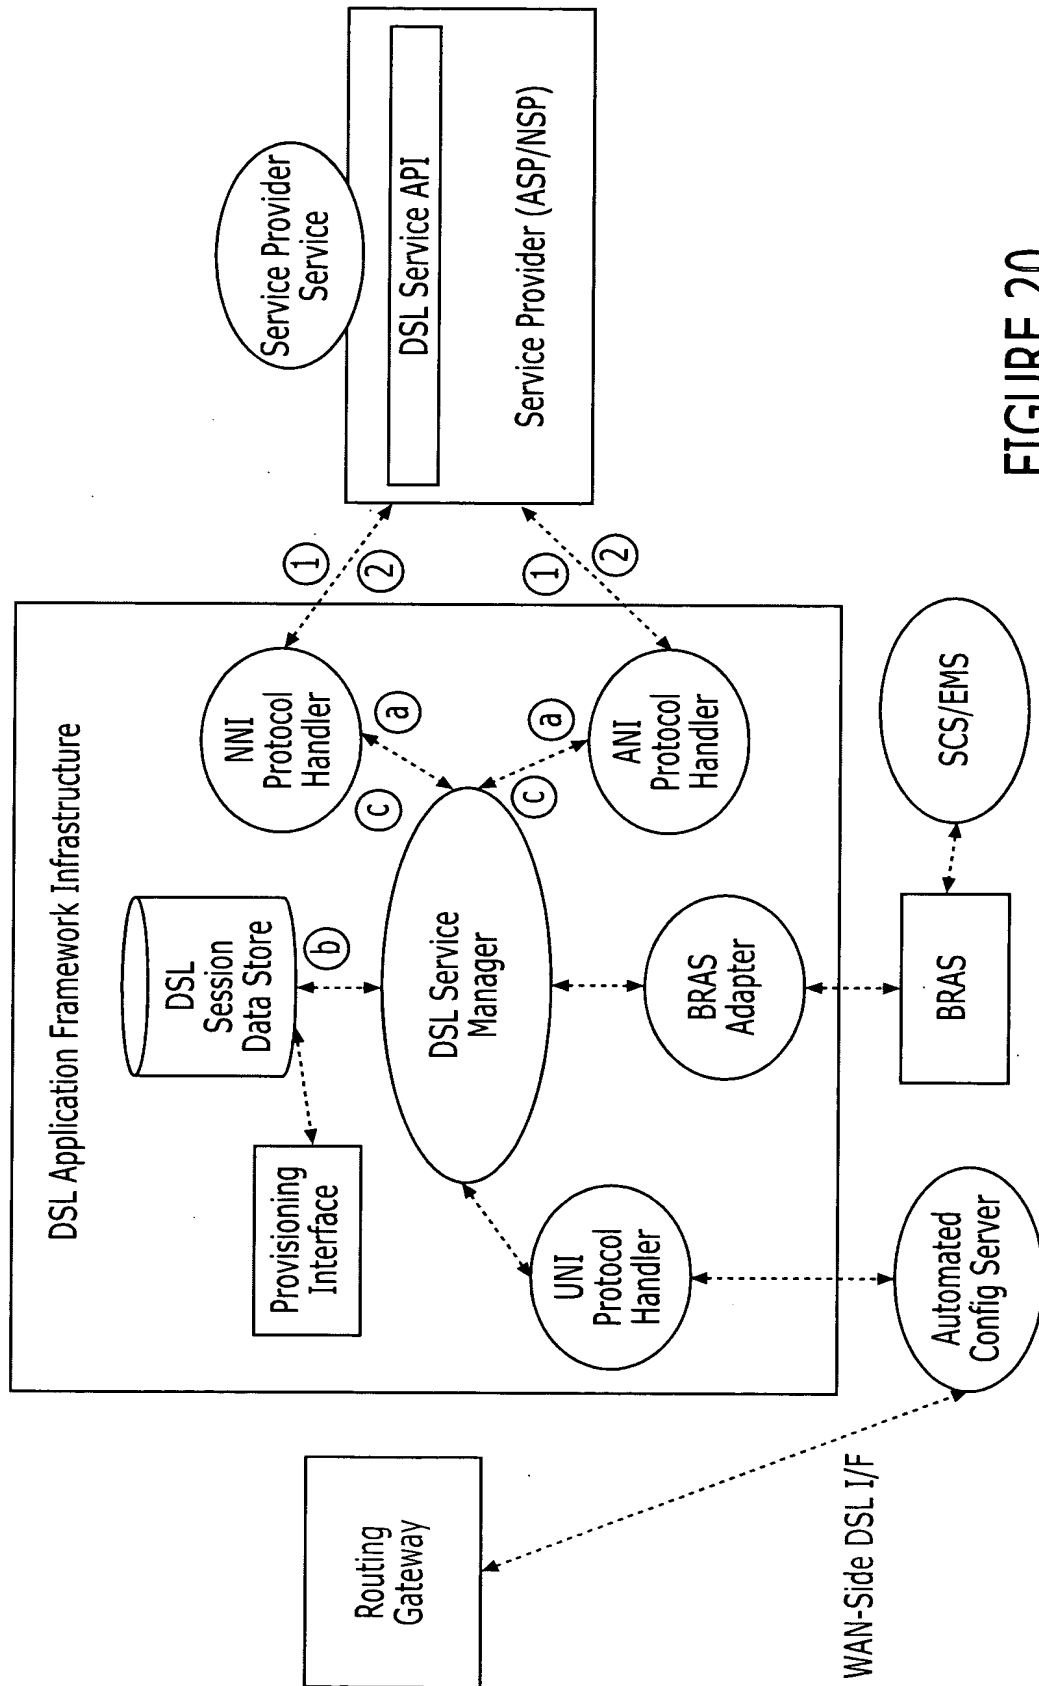 DSL Application Framework Infrastructure
Routing
Gateway
WAN-Side DSL I/F
Provisioning
Interface
DSL
Session
Data Store
b
DSL Service
Manager
UNI
Protocol
Handler
Automated
Config Server
BRAS
Adapter
BRAS
SCS/EMS
NNI
Protocol
Handler
a
c
ANI
Protocol
Handler
a
c
1
2
1
2
Service Provider
Service
DSL Service API
Service Provider (ASP/NSP)
FIGURE 20